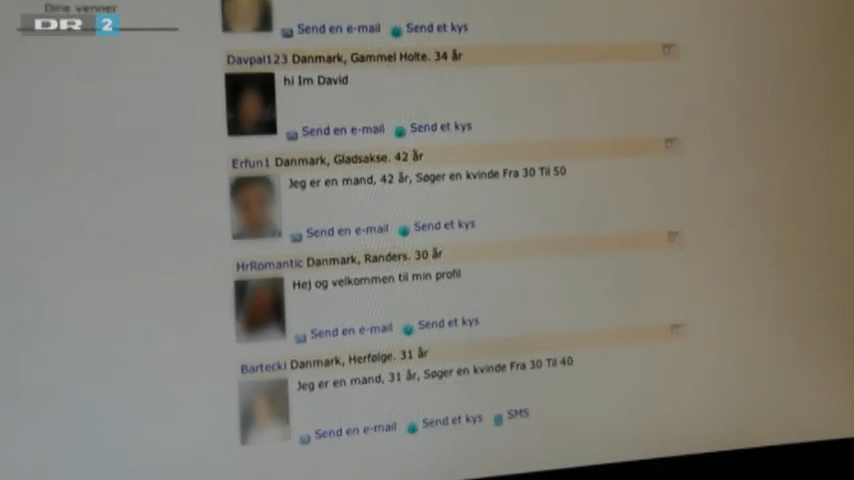 Dine venner
DR 2
Send en e-mail Send et kys
Davpal123 Danmark, Gammel Holte. 34 år
hi Im David
Send en e-mail Send et kys
Erfun1 Danmark, Gladsakse. 42 år
Jeg er en mand, 42 år, Søger en kvinde Fra 30 Til 50
Send en e-mail Send et kys
HrRomantic Danmark, Randers. 30 år
Hej og velkommen til min profil
Send en e-mail Send et kys
Bartecki Danmark, Herfølge. 31 år
Jeg er en mand, 31 år, Søger en kvinde Fra 30 Til 40
Send en e-mail Send et kys SMS